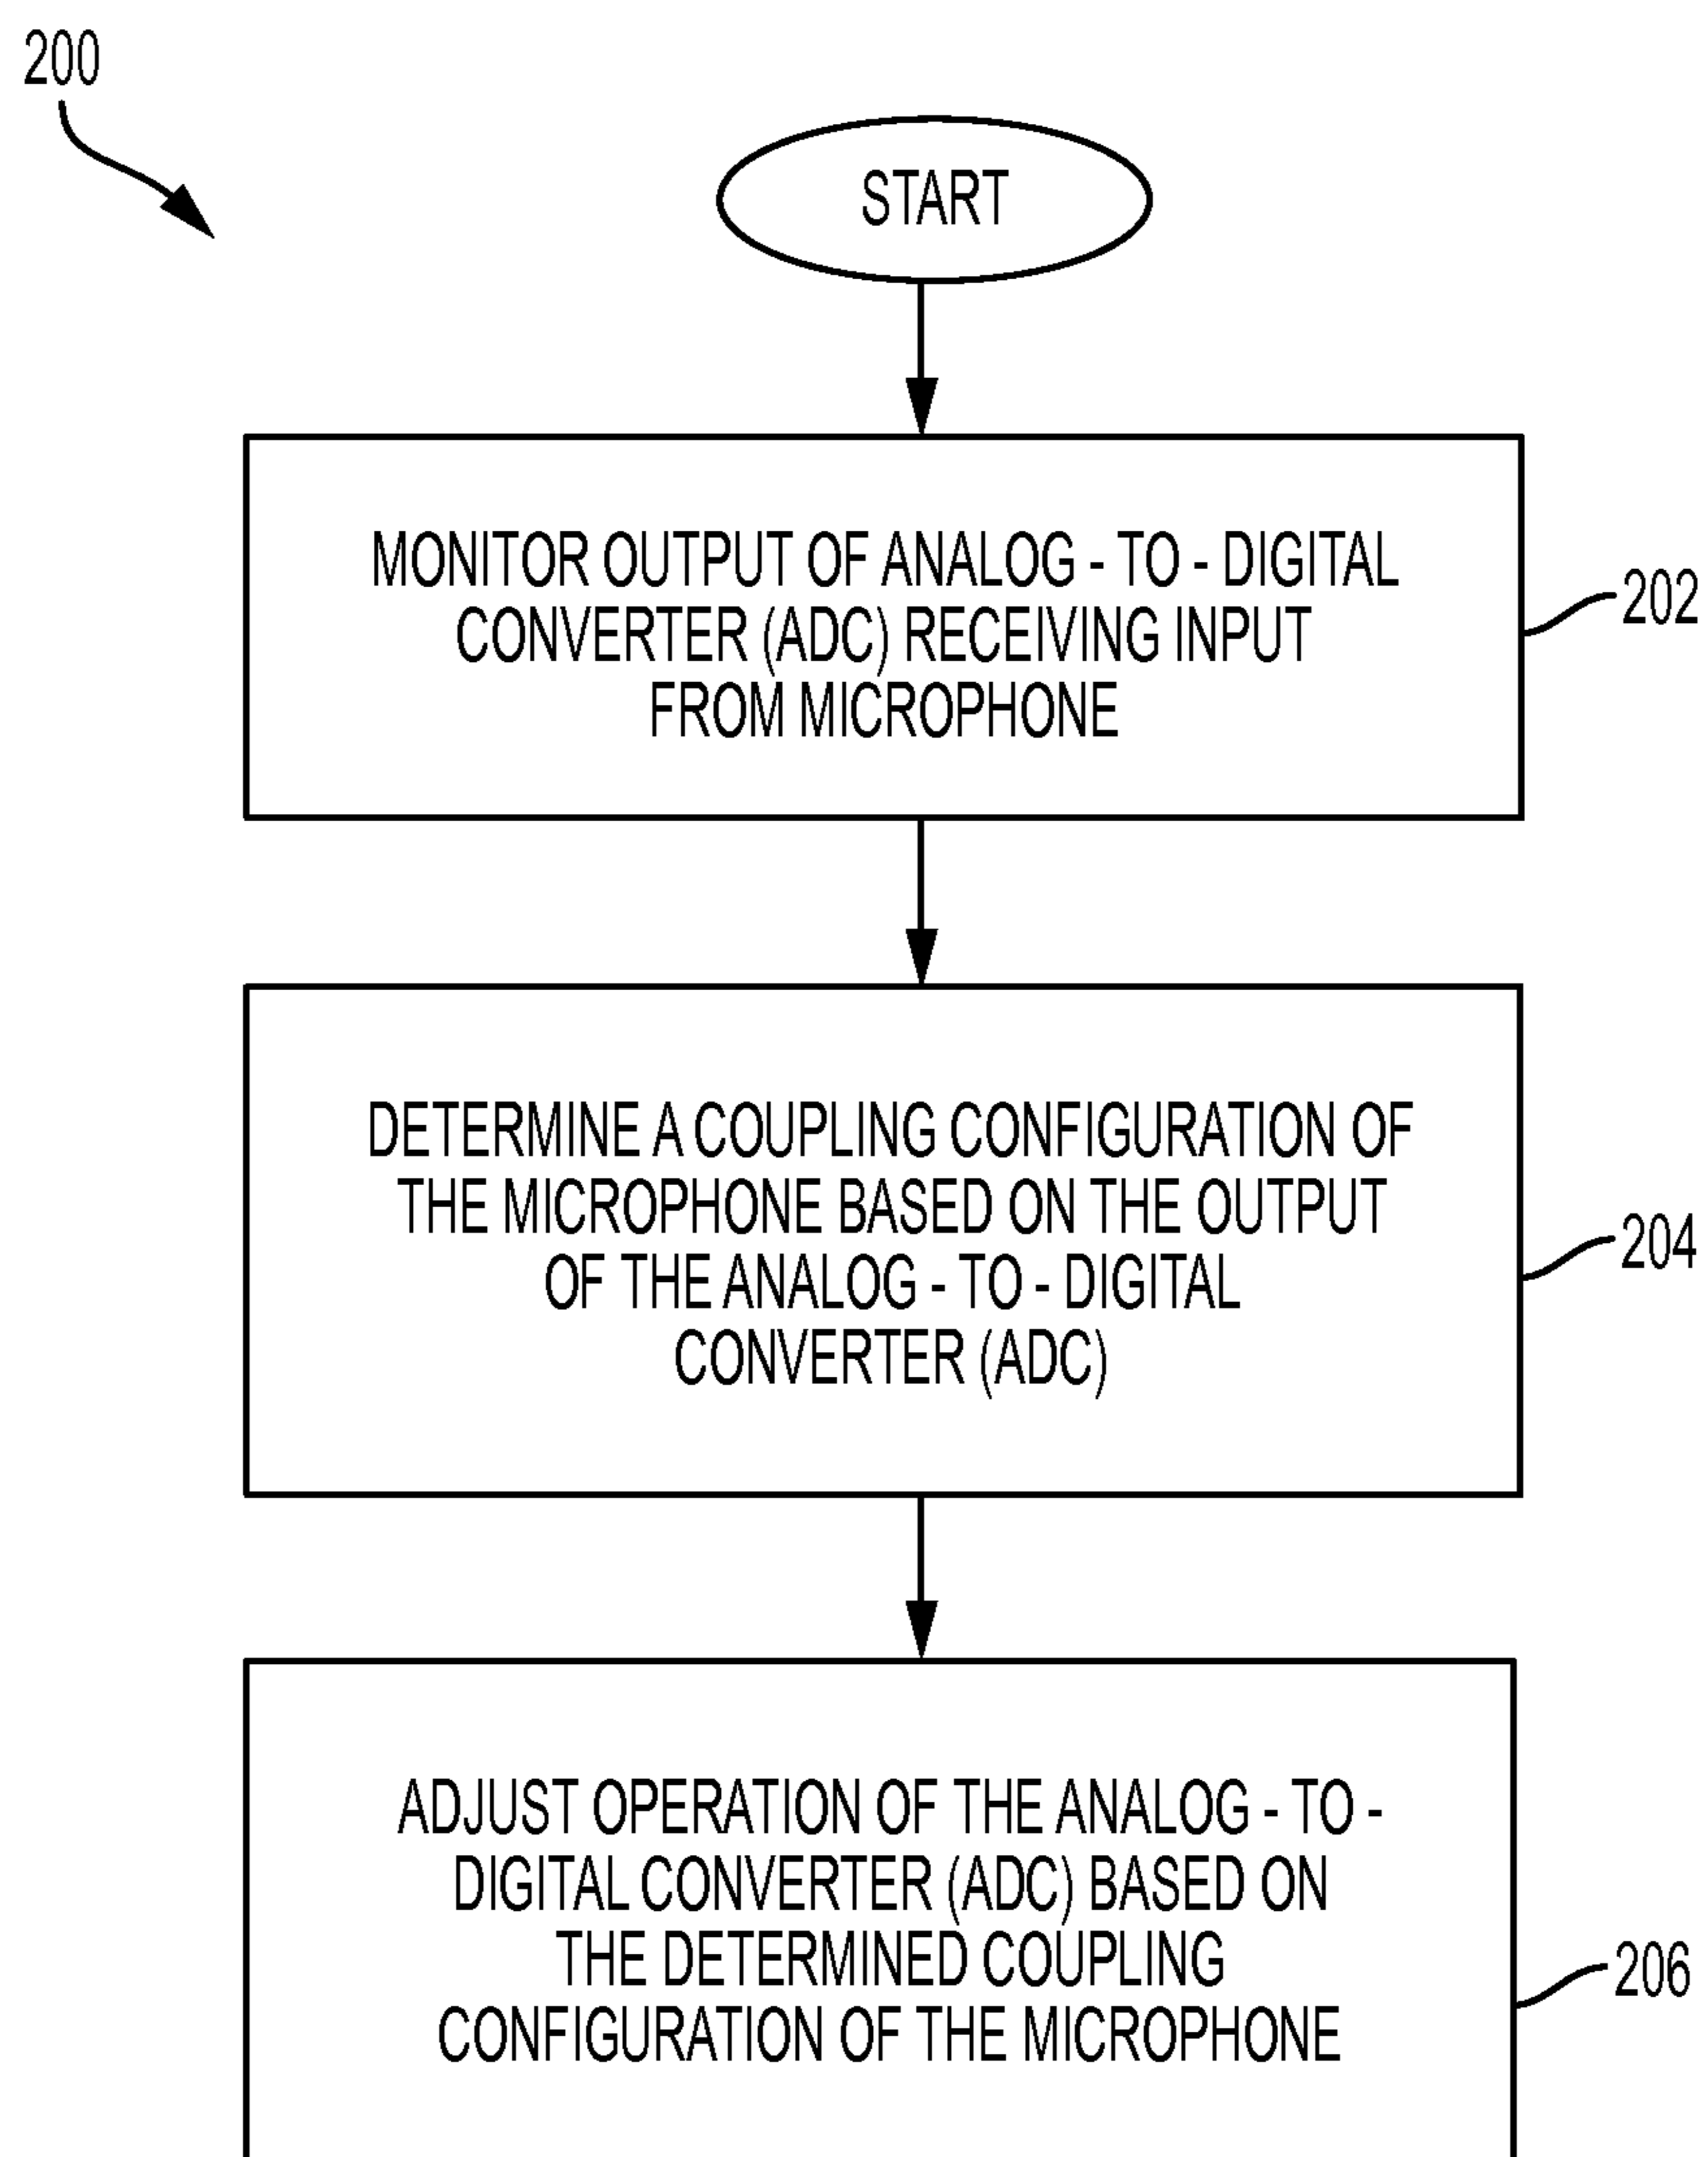 200
START
MONITOR OUTPUT OF ANALOG - TO - DIGITAL
CONVERTER (ADC) RECEIVING INPUT
FROM MICROPHONE
202
DETERMINE A COUPLING CONFIGURATION OF
THE MICROPHONE BASED ON THE OUTPUT
OF THE ANALOG - TO - DIGITAL
CONVERTER (ADC)
204
ADJUST OPERATION OF THE ANALOG - TO -
DIGITAL CONVERTER (ADC) BASED ON
THE DETERMINED COUPLING
CONFIGURATION OF THE MICROPHONE
206